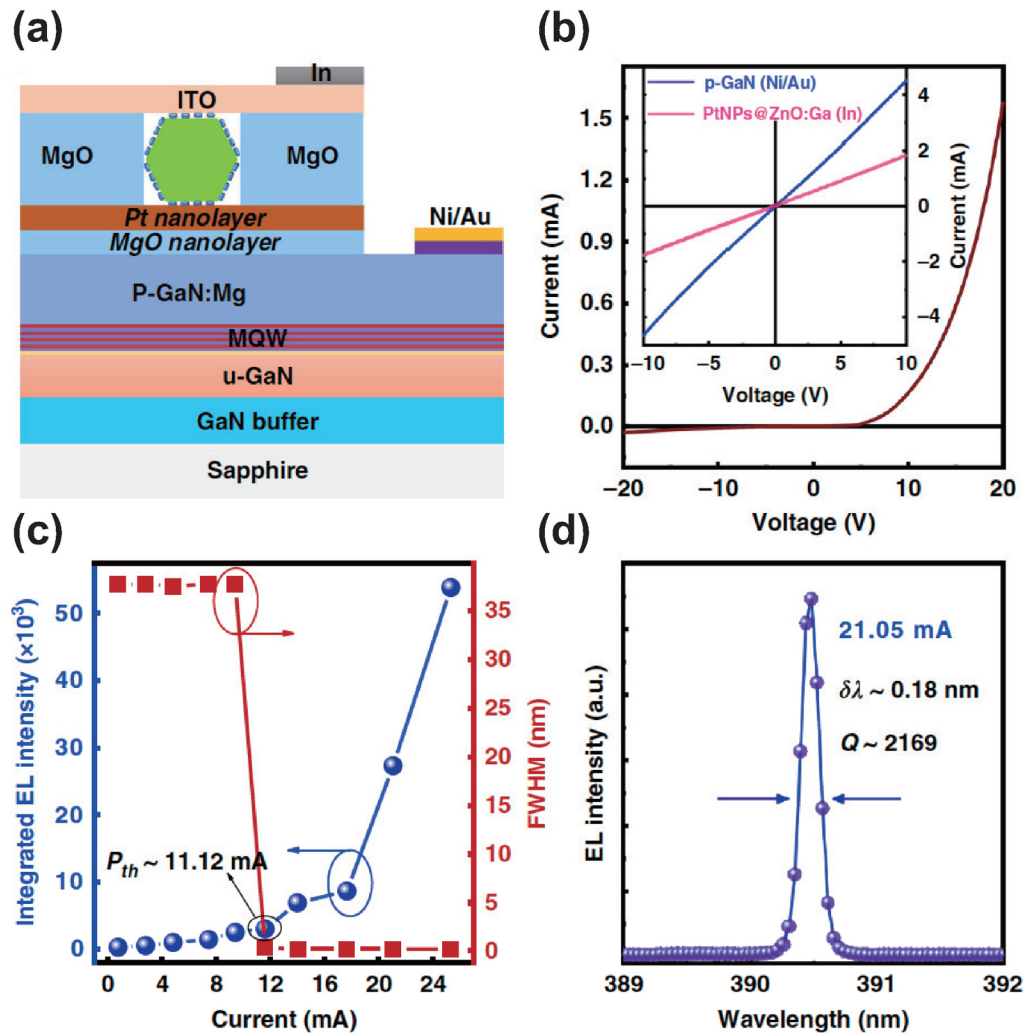 (a)
In
ITO
MgO
MgO
Pt nanolayer
MgO nanolayer
Ni/Au
P-GaN:Mg
MQW
u-GaN
GaN buffer
Sapphire
(b)
Current (mA)
1.5
1.2
0.9
0.6
0.3
0.0
−20
−10
0
10
20
Voltage (V)
p-GaN (Ni/Au)
PtNPs@ZnO:Ga (In)
4
2
0
−2
−4
Current (mA)
−10
−5
0
5
10
Voltage (V)
(c)
Integrated EL intensity (×10³)
50
40
30
20
10
0
35
30
25
20
15
10
5
0
FWHM (nm)
Pth ~ 11.12 mA
0
4
8
12
16
20
24
Current (mA)
(d)
EL intensity (a.u.)
21.05 mA
δλ ~ 0.18 nm
Q ~ 2169
389
390
391
392
Wavelength (nm)